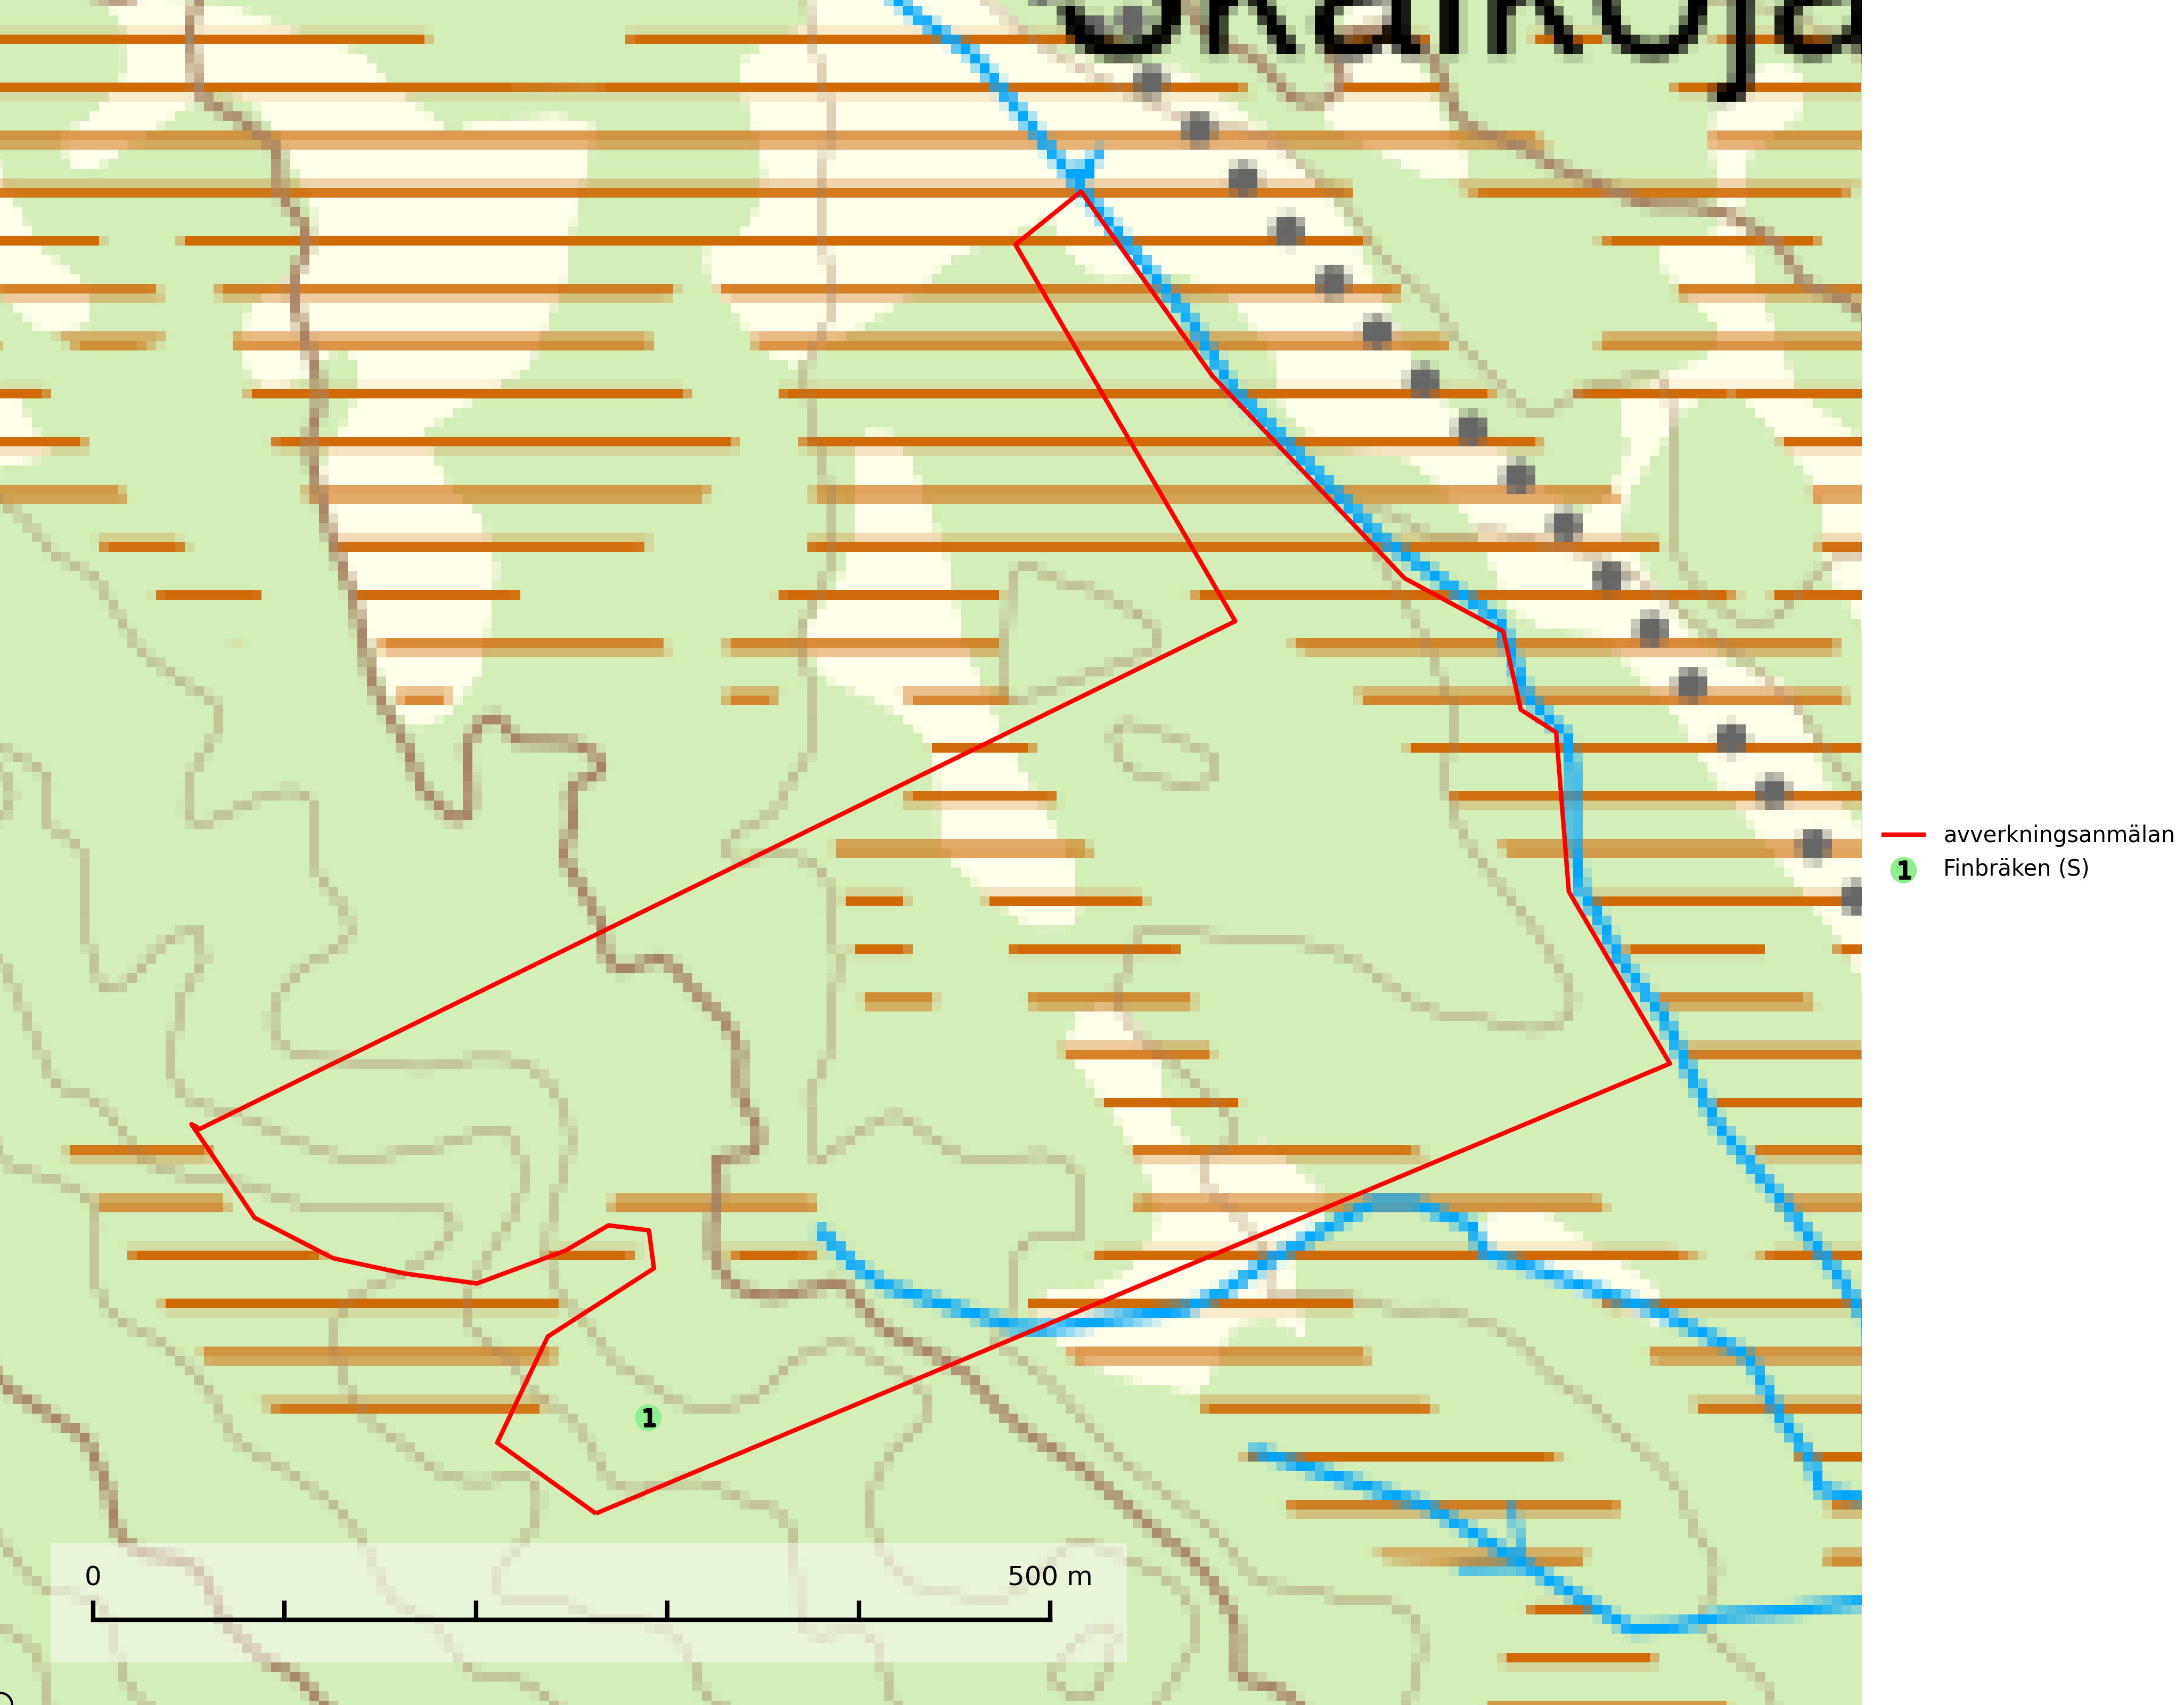 avverkningsanmälan
1 Finbräken (S)
1
0 500 m